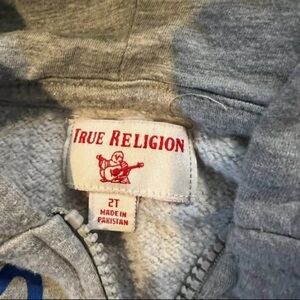 TRUE RELIGION
2T
MADE IN
PAKISTAN